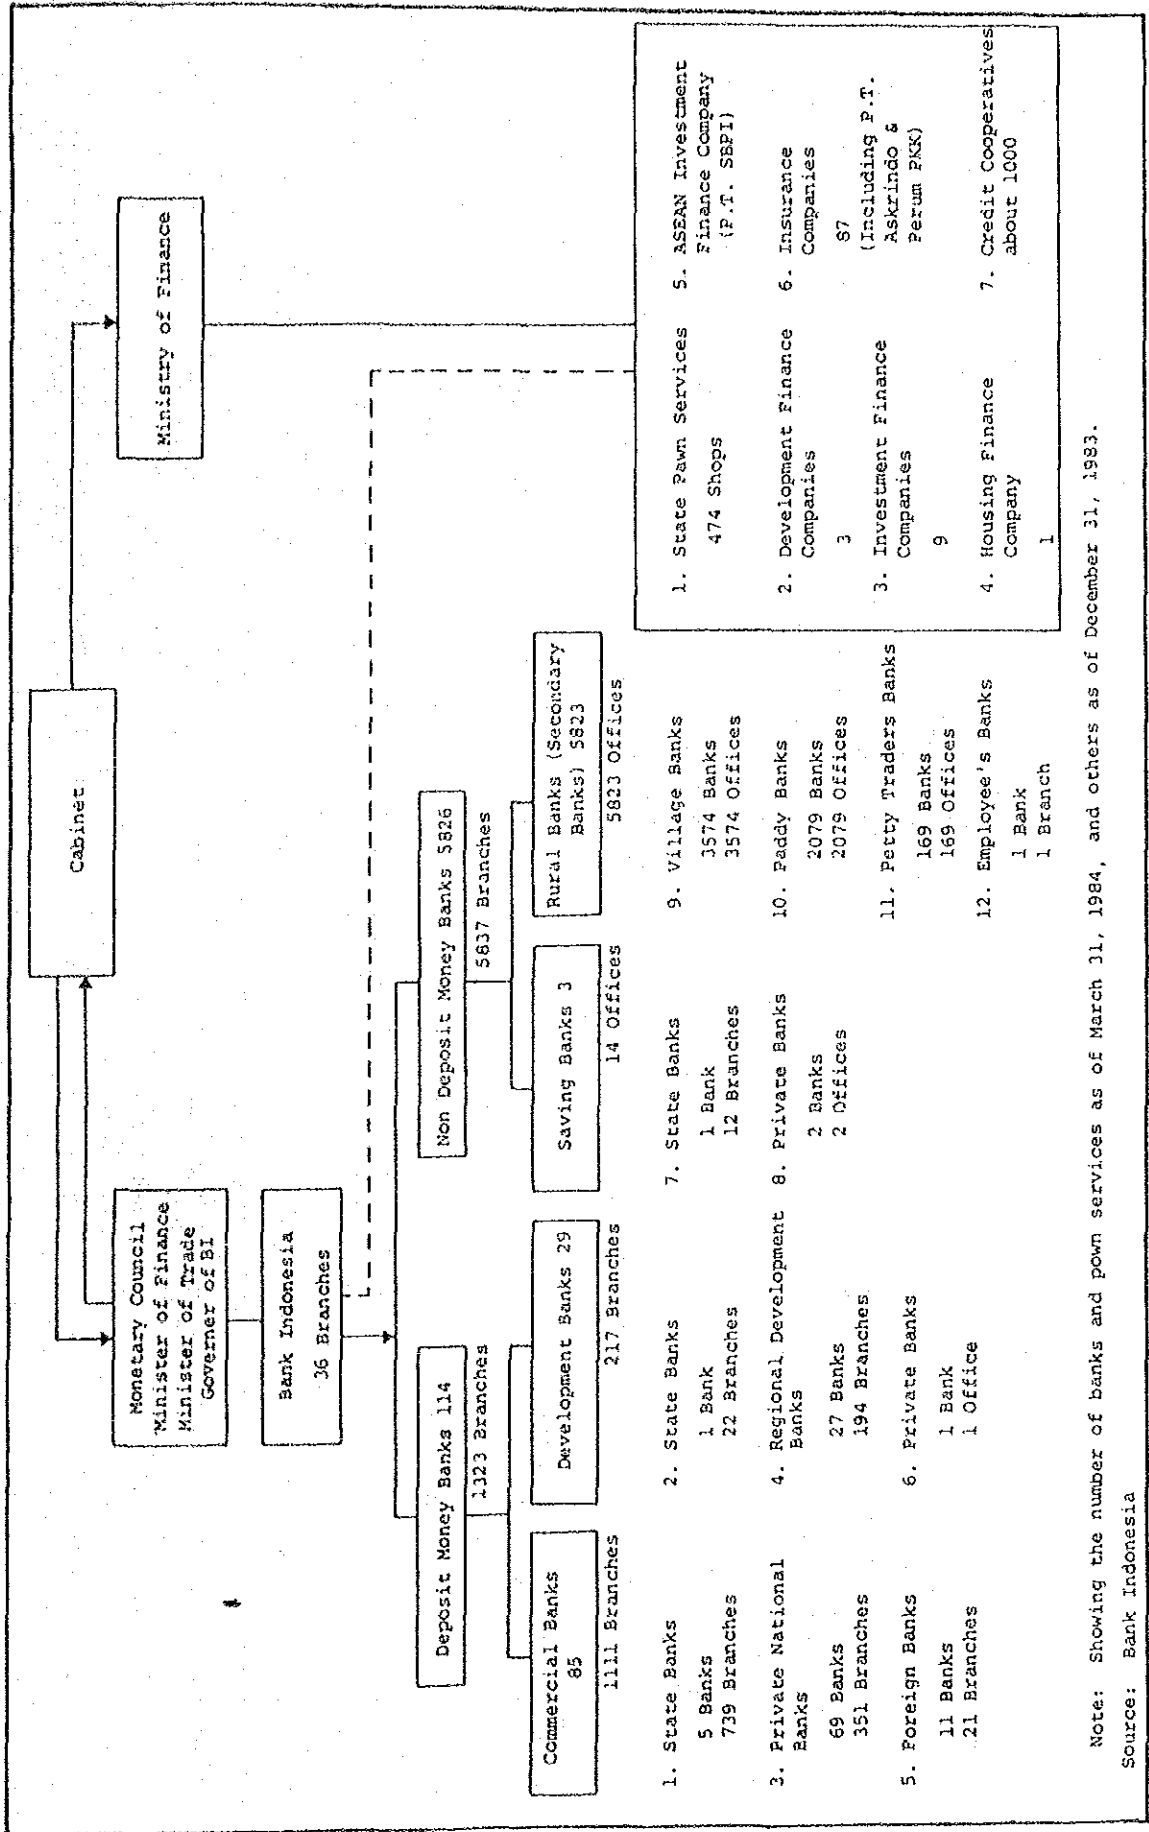 Cabinet
Monetary Council
Minister of Finance
Minister of Trade
Governer of BI
Ministry of Finance
Bank Indonesia
36 Branches
Deposit Money Banks 114
1323 Branches
Non Deposit Money Banks 5826
5837 Branches
Commercial Banks
85
1111 Branches
Development Banks 29
217 Branches
Saving Banks 3
14 Offices
Rural Banks (Secondary
Banks) 5823
5823 Offices
1. State Banks
5 Banks
739 Branches
3. Private National
Banks
69 Banks
351 Branches
5. Foreign Banks
11 Banks
21 Branches
2. State Banks
1 Bank
22 Branches
4. Regional Development
Banks
27 Banks
194 Branches
6. Private Banks
1 Bank
1 Office
7. State Banks
1 Bank
12 Branches
8. Private Banks
2 Banks
2 Offices
9. Village Banks
3574 Banks
3574 Offices
10. Paddy Banks
2079 Banks
2079 Offices
11. Petty Traders Banks
169 Banks
169 Offices
12. Employee's Banks
1 Bank
1 Branch
1. State Pawn Services
474 Shops
2. Development Finance
Companies
3
3. Investment Finance
Companies
9
4. Housing Finance
Company
1
5. ASEAN Investment
Finance Company
(P.T. SBPI)
6. Insurance
Companies
87
(Including P.T.
Askrindo &
Perum PKK)
7. Credit Cooperatives
about 1000
Note: Showing the number of banks and pown services as of March 31, 1984, and others as of December 31, 1983.
Source: Bank Indonesia